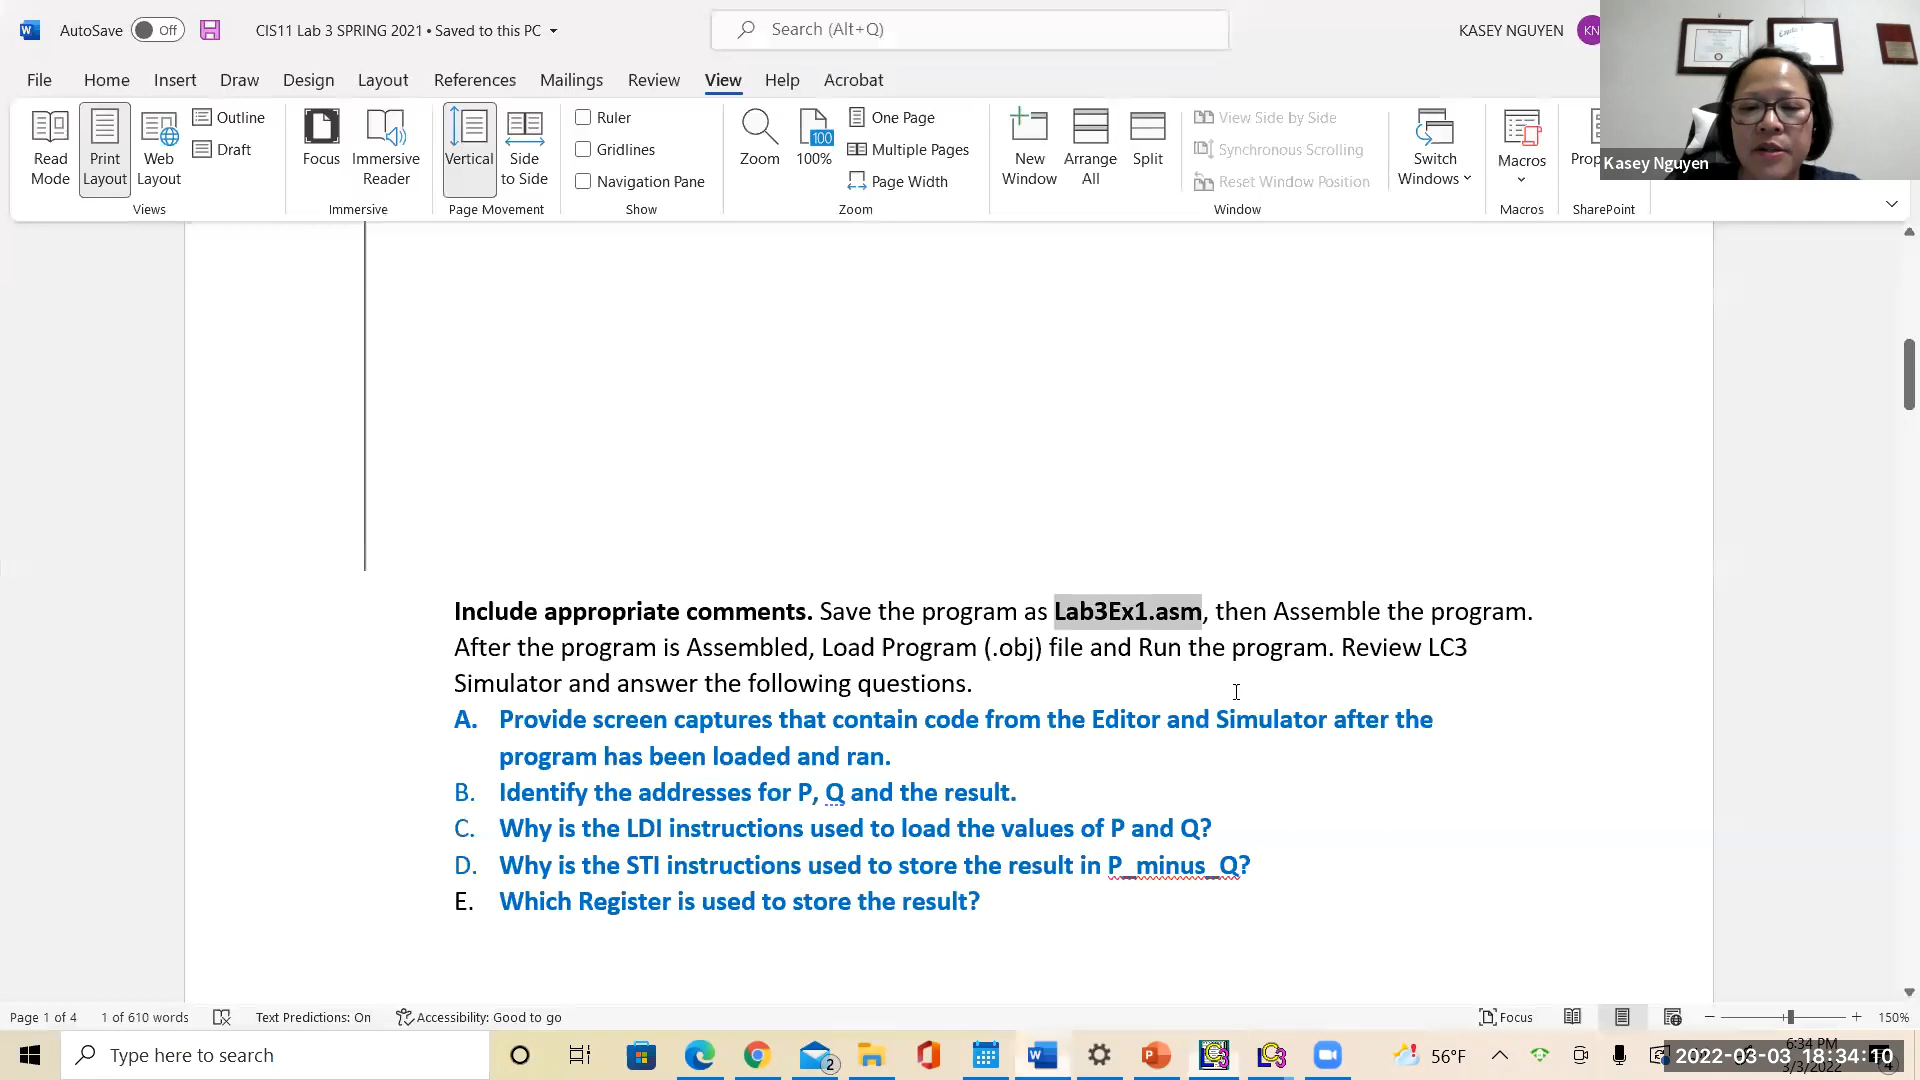 AutoSave Off CIS11 Lab 3 SPRING 2021 • Saved to this PC Search (Alt+Q) KASEY NGUYEN KN
File Home Insert Draw Design Layout References Mailings Review View Help Acrobat
Read Mode Print Layout Web Layout Outline Draft Focus Immersive Reader Vertical Side to Side Ruler Gridlines Navigation Pane Zoom 100 100% One Page Multiple Pages Page Width New Window Arrange All Split View Side by Side Synchronous Scrolling Reset Window Position Switch Windows Macros
Kasey Nguyen
Views Immersive Page Movement Show Zoom Window Macros SharePoint
Include appropriate comments. Save the program as Lab3Ex1.asm, then Assemble the program.
After the program is Assembled, Load Program (.obj) file and Run the program. Review LC3
Simulator and answer the following questions.
A. Provide screen captures that contain code from the Editor and Simulator after the
program has been loaded and ran.
B. Identify the addresses for P, Q and the result.
C. Why is the LDI instructions used to load the values of P and Q?
D. Why is the STI instructions used to store the result in P_minus_Q?
E. Which Register is used to store the result?
Page 1 of 4 1 of 610 words Text Predictions: On Accessibility: Good to go Focus 150%
Type here to search 2 56°F 6:34 PM
2022-03-03 18:34:10
3/3/2022